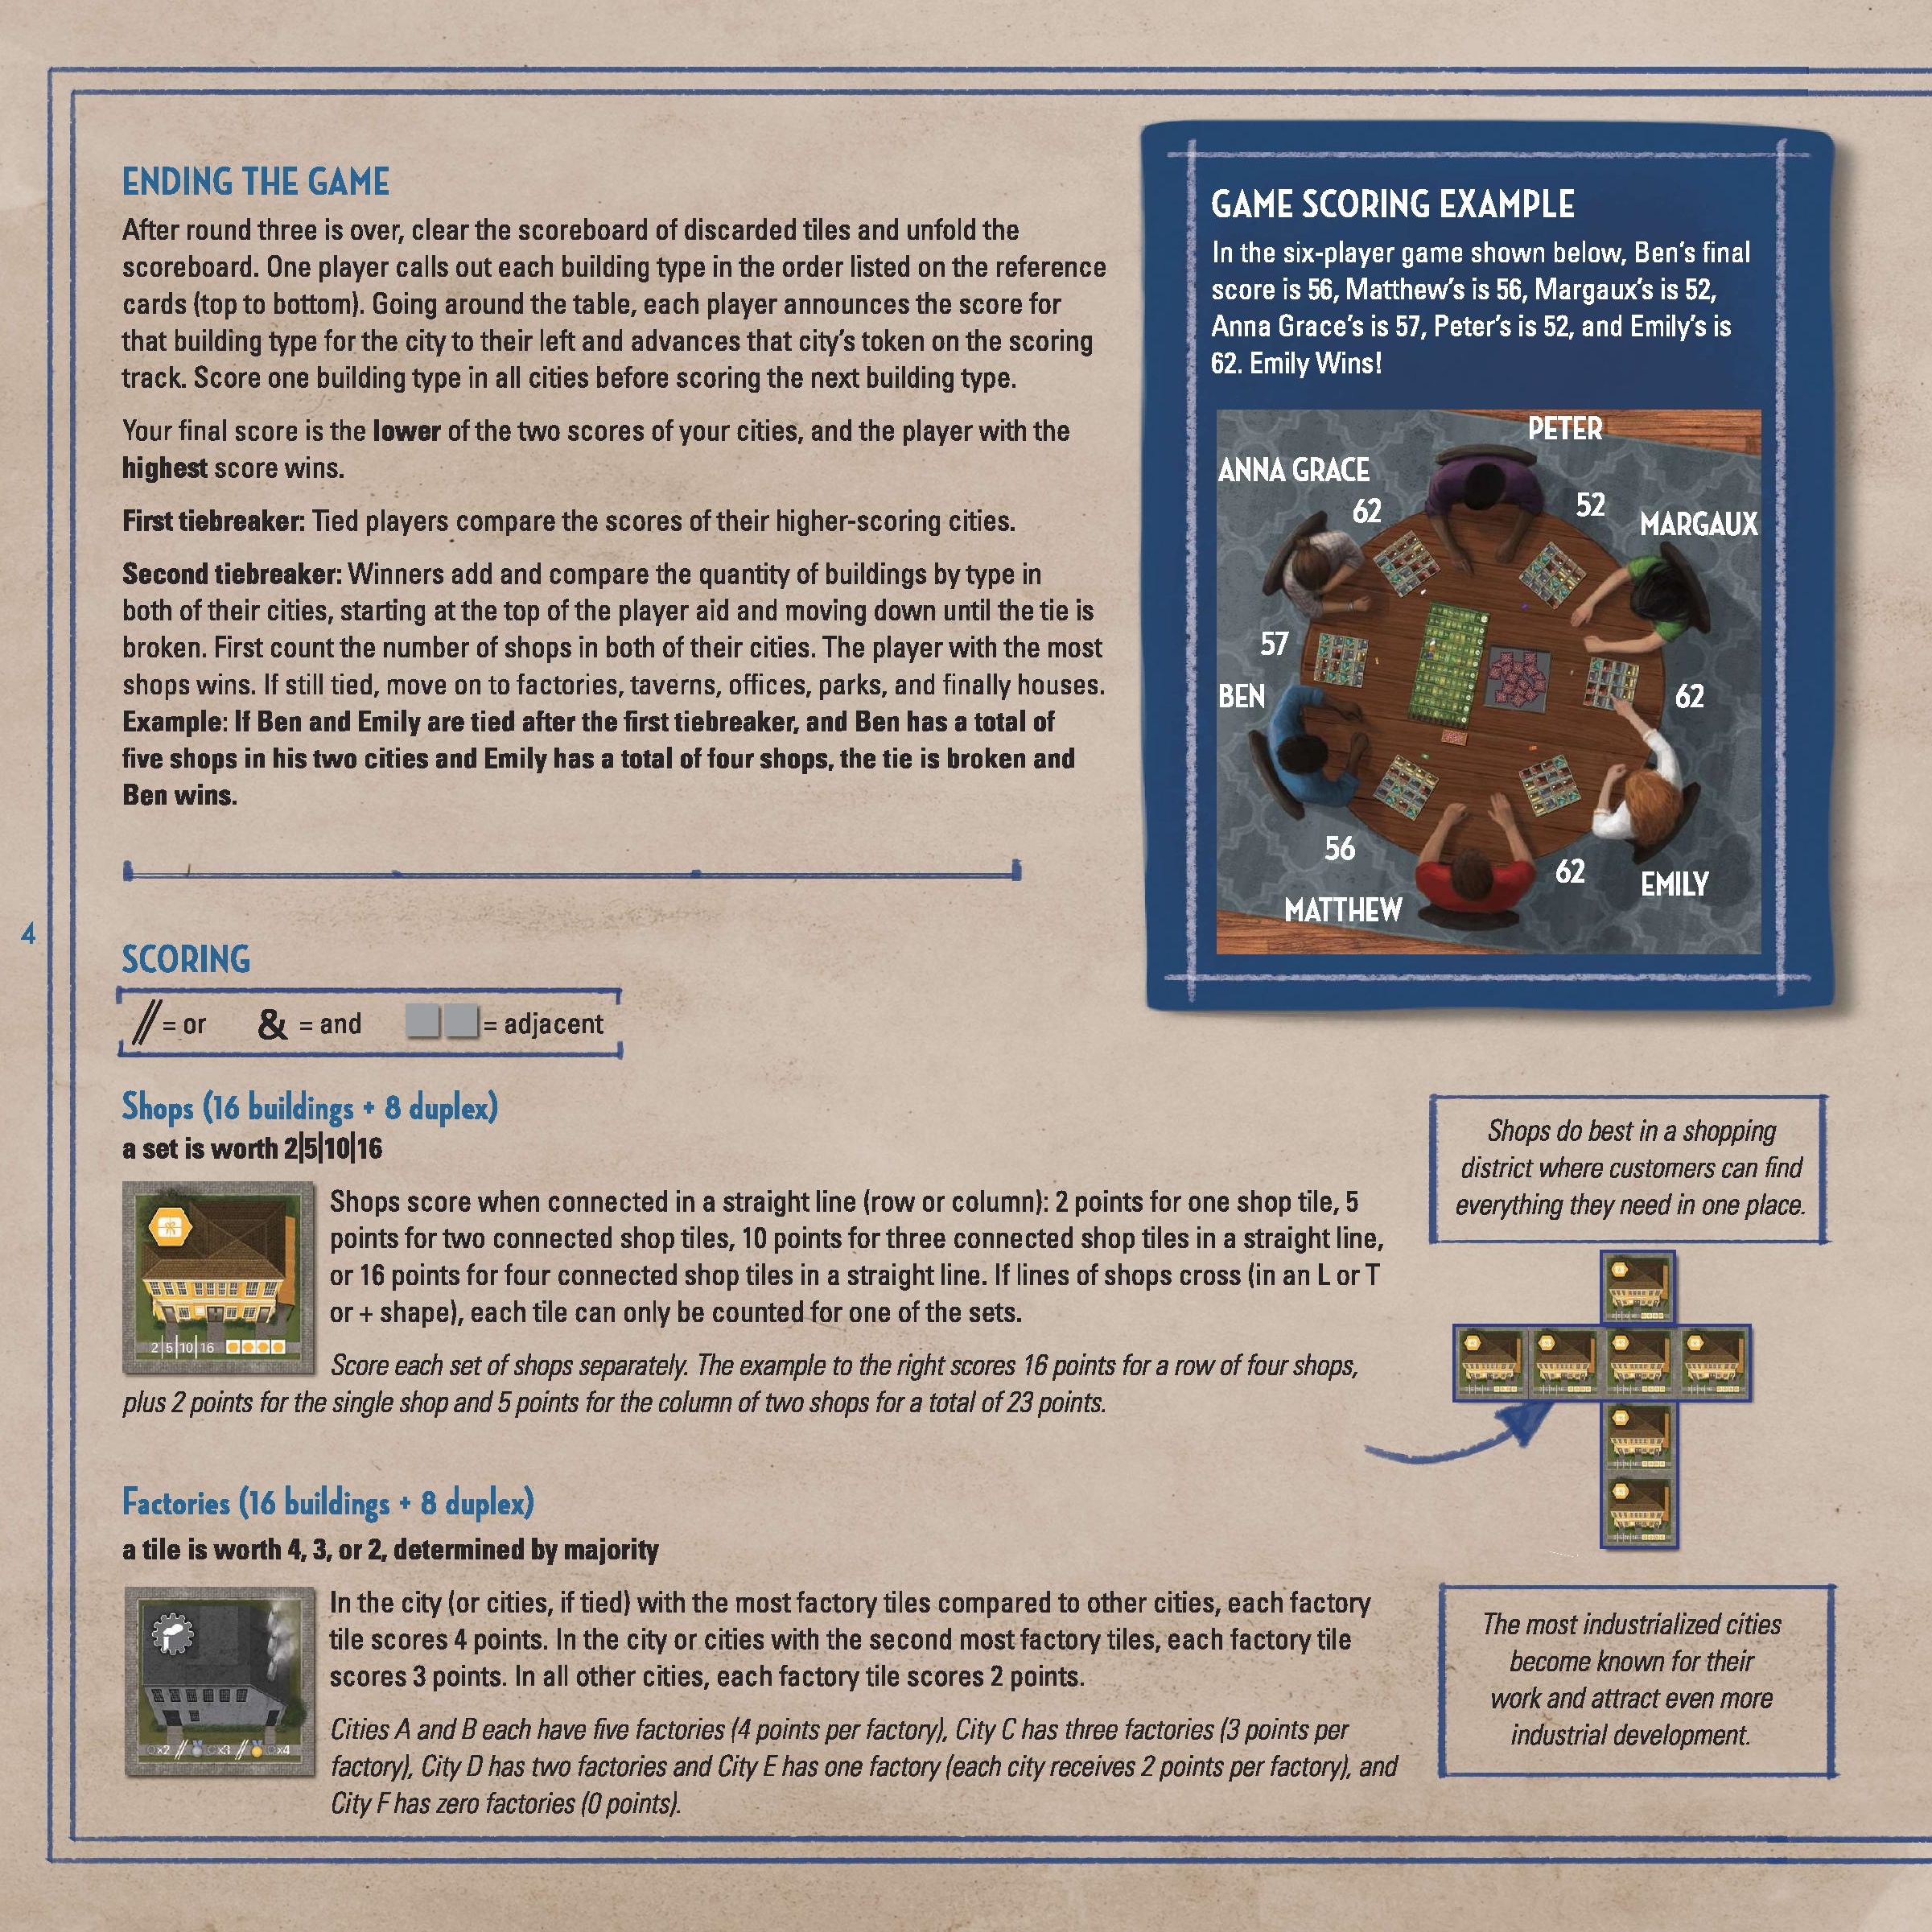 ENDING THE GAME
After round three is over, clear the scoreboard of discarded tiles and unfold the
scoreboard. One player calls out each building type in the order listed on the reference
cards (top to bottom). Going around the table, each player announces the score for
that building type for the city to their left and advances that city's token on the scoring
track. Score one building type in all cities before scoring the next building type.
Your final score is the lower of the two scores of your cities, and the player with the
highest score wins.
First tiebreaker: Tied players compare the scores of their higher-scoring cities.
Second tiebreaker: Winners add and compare the quantity of buildings by type in
both of their cities, starting at the top of the player aid and moving down until the tie is
broken. First count the number of shops in both of their cities. The player with the most
shops wins. If still tied, move on to factories, taverns, offices, parks, and finally houses.
Example: If Ben and Emily are tied after the first tiebreaker, and Ben has a total of
five shops in his two cities and Emily has a total of four shops, the tie is broken and
Ben wins.
GAME SCORING EXAMPLE
In the six-player game shown below, Ben's final
score is 56, Matthew's is 56, Margaux's is 52,
Anna Grace's is 57, Peter's is 52, and Emily's is
62. Emily Wins!
PETER
ANNA GRACE
62
52
MARGAUX
57
BEN
62
56
62
EMILY
MATTHEW
4
SCORING
// = or & = and = adjacent
Shops (16 buildings + 8 duplex)
a set is worth 2|5|10|16
Shops score when connected in a straight line (row or column): 2 points for one shop tile, 5
points for two connected shop tiles, 10 points for three connected shop tiles in a straight line,
or 16 points for four connected shop tiles in a straight line. If lines of shops cross (in an L or T
or + shape), each tile can only be counted for one of the sets.
2|5|10|16
Score each set of shops separately. The example to the right scores 16 points for a row of four shops,
plus 2 points for the single shop and 5 points for the column of two shops for a total of 23 points.
Shops do best in a shopping
district where customers can find
everything they need in one place.
Factories (16 buildings + 8 duplex)
a tile is worth 4, 3, or 2, determined by majority
In the city (or cities, if tied) with the most factory tiles compared to other cities, each factory
tile scores 4 points. In the city or cities with the second most factory tiles, each factory tile
scores 3 points. In all other cities, each factory tile scores 2 points.
x2 // x3 // x4
Cities A and B each have five factories (4 points per factory), City C has three factories (3 points per
factory), City D has two factories and City E has one factory (each city receives 2 points per factory), and
City F has zero factories (0 points).
The most industrialized cities
become known for their
work and attract even more
industrial development.